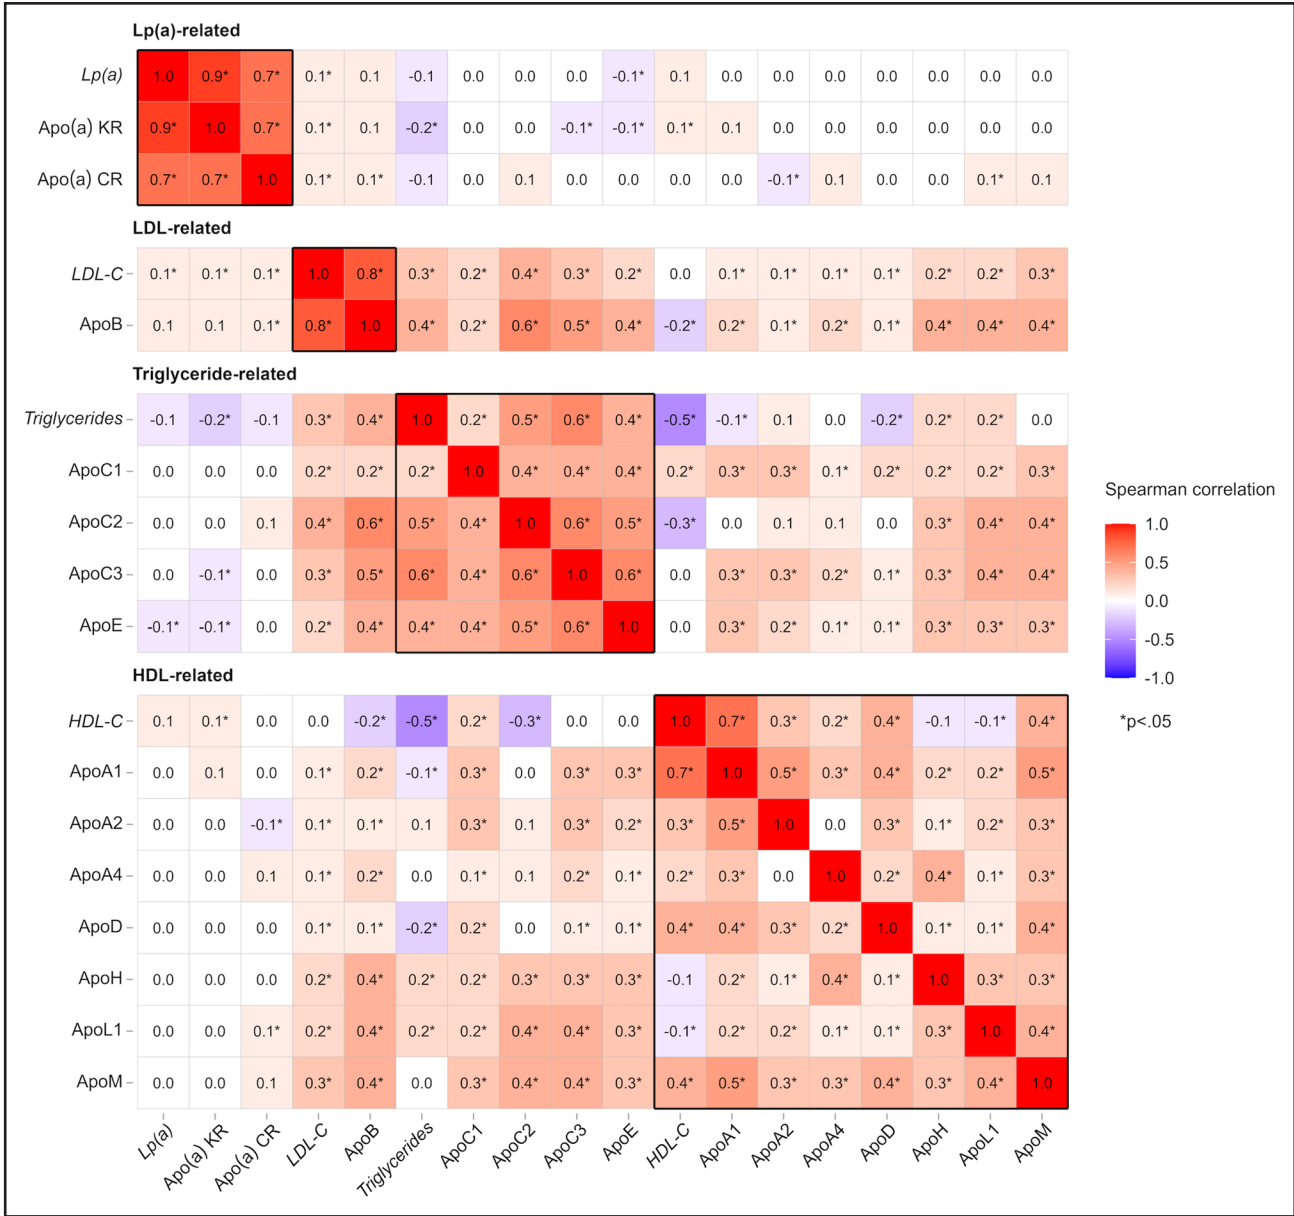 Lp(a)-related
Lp(a) 1.0 0.9* 0.7* 0.1* 0.1 -0.1 0.0 0.0 0.0 -0.1* 0.1 0.0 0.0 0.0 0.0 0.0 0.0 0.0
Apo(a) KR 0.9* 1.0 0.7* 0.1* 0.1 -0.2* 0.0 0.0 -0.1* -0.1* 0.1* 0.1 0.0 0.0 0.0 0.0 0.0 0.0
Apo(a) CR 0.7* 0.7* 1.0 0.1* 0.1* -0.1 0.0 0.1 0.0 0.0 0.0 0.0 -0.1* 0.1 0.0 0.0 0.1* 0.1
LDL-related
LDL-C 0.1* 0.1* 0.1* 1.0 0.8* 0.3* 0.2* 0.4* 0.3* 0.2* 0.0 0.1* 0.1* 0.1* 0.1* 0.2* 0.2* 0.3*
ApoB 0.1 0.1 0.1* 0.8* 1.0 0.4* 0.2* 0.6* 0.5* 0.4* -0.2* 0.2* 0.1* 0.2* 0.1* 0.4* 0.4* 0.4*
Triglyceride-related
Triglycerides -0.1 -0.2* -0.1 0.3* 0.4* 1.0 0.2* 0.5* 0.6* 0.4* -0.5* -0.1* 0.1 0.0 -0.2* 0.2* 0.2* 0.0
ApoC1 0.0 0.0 0.0 0.2* 0.2* 0.2* 1.0 0.4* 0.4* 0.4* 0.2* 0.3* 0.3* 0.1* 0.2* 0.2* 0.2* 0.3*
ApoC2 0.0 0.0 0.1 0.4* 0.6* 0.5* 0.4* 1.0 0.6* 0.5* -0.3* 0.0 0.1 0.1 0.0 0.3* 0.4* 0.4*
ApoC3 0.0 -0.1* 0.0 0.3* 0.5* 0.6* 0.4* 0.6* 1.0 0.6* 0.0 0.3* 0.3* 0.2* 0.1* 0.3* 0.4* 0.4*
ApoE -0.1* -0.1* 0.0 0.2* 0.4* 0.4* 0.4* 0.5* 0.6* 1.0 0.0 0.3* 0.2* 0.1* 0.1* 0.3* 0.3* 0.3*
HDL-related
HDL-C 0.1 0.1* 0.0 0.0 -0.2* -0.5* 0.2* -0.3* 0.0 0.0 1.0 0.7* 0.3* 0.2* 0.4* -0.1 -0.1* 0.4*
ApoA1 0.0 0.1 0.0 0.1* 0.2* -0.1* 0.3* 0.0 0.3* 0.3* 0.7* 1.0 0.5* 0.3* 0.4* 0.2* 0.2* 0.5*
ApoA2 0.0 0.0 -0.1* 0.1* 0.1* 0.1 0.3* 0.1 0.3* 0.2* 0.3* 0.5* 1.0 0.0 0.3* 0.1* 0.2* 0.3*
ApoA4 0.0 0.0 0.1 0.1* 0.2* 0.0 0.1* 0.1 0.2* 0.1* 0.2* 0.3* 0.0 1.0 0.2* 0.4* 0.1* 0.3*
ApoD 0.0 0.0 0.0 0.1* 0.1* -0.2* 0.2* 0.0 0.1* 0.1* 0.4* 0.4* 0.3* 0.2* 1.0 0.1* 0.1* 0.4*
ApoH 0.0 0.0 0.0 0.2* 0.4* 0.2* 0.2* 0.3* 0.3* 0.3* -0.1 0.2* 0.1* 0.4* 0.1* 1.0 0.3* 0.3*
ApoL1 0.0 0.0 0.1* 0.2* 0.4* 0.2* 0.2* 0.4* 0.4* 0.3* -0.1* 0.2* 0.2* 0.1* 0.1* 0.3* 1.0 0.4*
ApoM 0.0 0.0 0.1 0.3* 0.4* 0.0 0.3* 0.4* 0.4* 0.3* 0.4* 0.5* 0.3* 0.3* 0.4* 0.3* 0.4* 1.0
Lp(a) Apo(a) KR Apo(a) CR LDL-C ApoB Triglycerides ApoC1 ApoC2 ApoC3 ApoE HDL-C ApoA1 ApoA2 ApoA4 ApoD ApoH ApoL1 ApoM
Spearman correlation
1.0
0.5
0.0
-0.5
-1.0
*p<.05